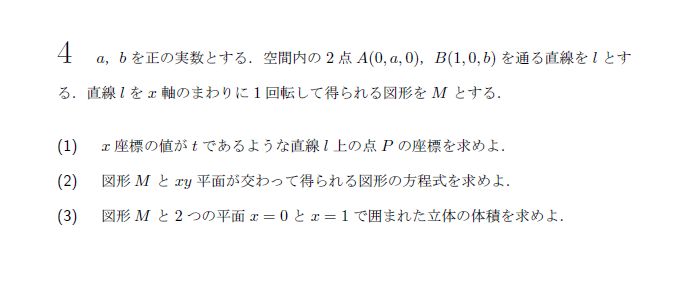 4 a, b を正の実数とする．空間内の 2 点 A(0, a, 0), B(1, 0, b) を通る直線を l とす
る．直線 l を x 軸のまわりに 1 回転して得られる図形を M とする．
(1) x 座標の値が t であるような直線 l 上の点 P の座標を求めよ．
(2) 図形 M と xy 平面が交わって得られる図形の方程式を求めよ．
(3) 図形 M と 2 つの平面 x = 0 と x = 1 で囲まれた立体の体積を求めよ．